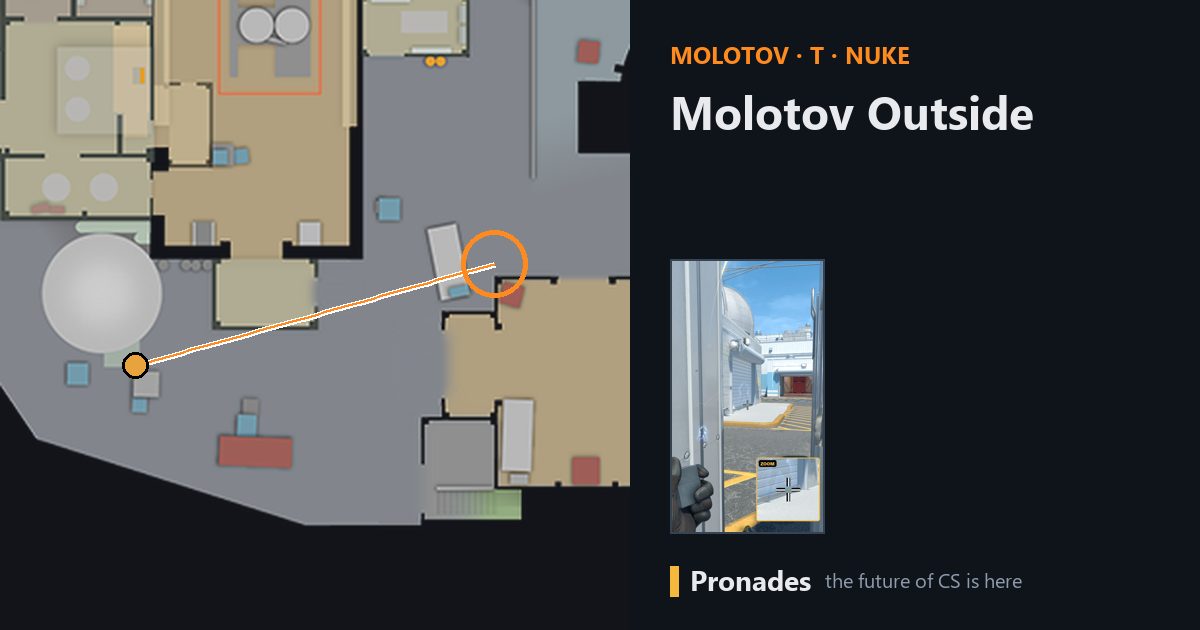 MOLOTOV · T · NUKE
Molotov Outside
ZOOM
Pronades the future of CS is here